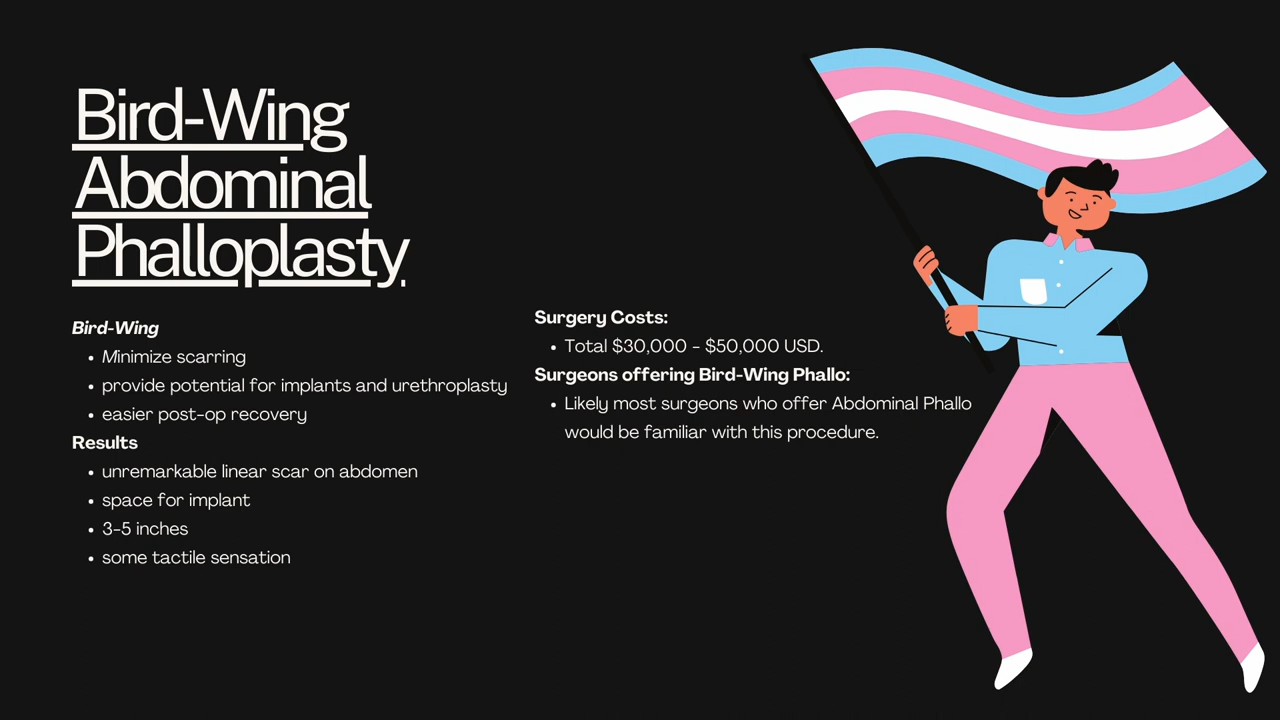 Bird-Wing
Abdominal
Phalloplasty
Bird-Wing
• Minimize scarring
• provide potential for implants and urethroplasty
• easier post-op recovery
Results
• unremarkable linear scar on abdomen
• space for implant
• 3-5 inches
• some tactile sensation
Surgery Costs:
• Total $30,000 - $50,000 USD.
Surgeons offering Bird-Wing Phallo:
• Likely most surgeons who offer Abdominal Phallo
would be familiar with this procedure.